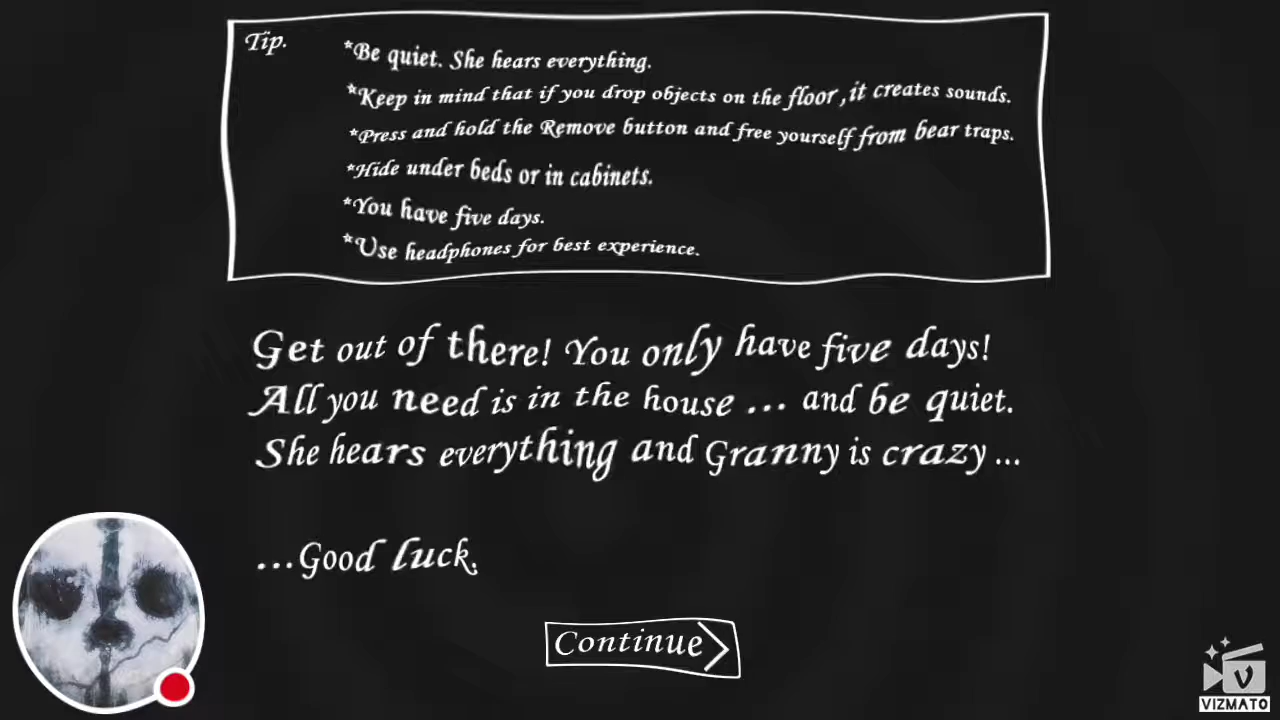 Tip.
*Be quiet. She hears everything.
*Keep in mind that if you drop objects on the floor ,it creates sounds.
*Press and hold the Remove button and free yourself from bear traps.
*Hide under beds or in cabinets.
*You have five days.
*Use headphones for best experience.
Get out of there! You only have five days!
All you need is in the house ... and be quiet.
She hears everything and Granny is crazy ...
...Good luck.
Continue
VIZMATO